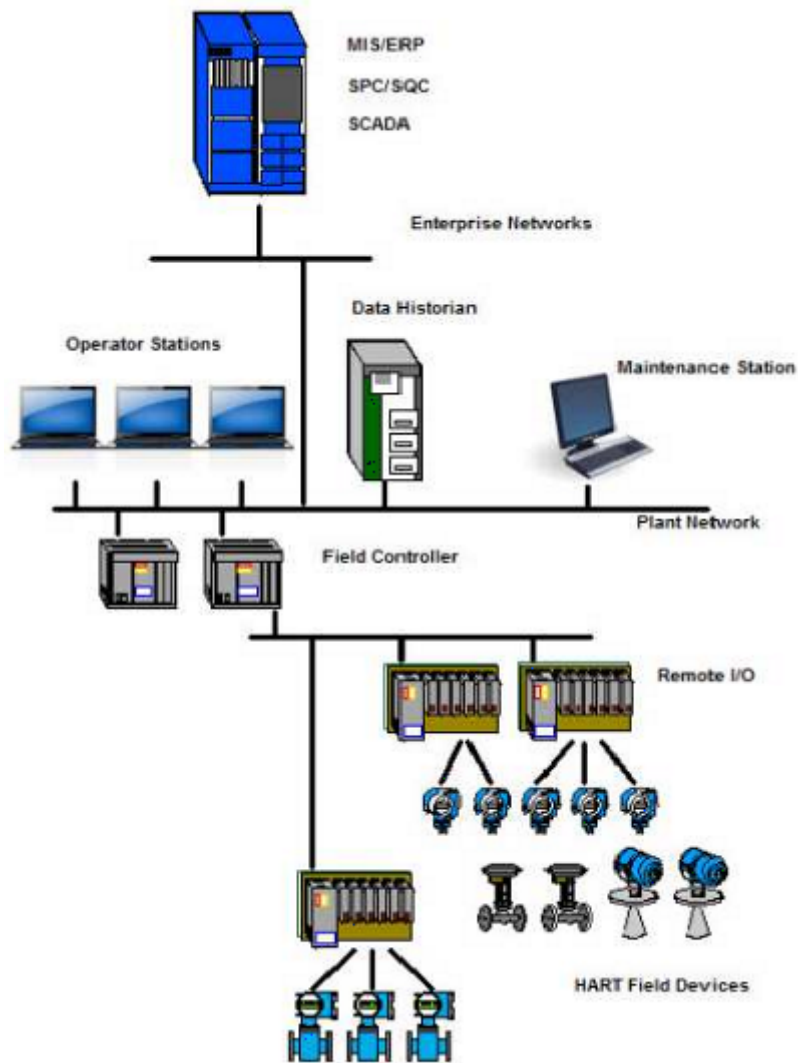 MIS/ERP
SPC/SQC
SCADA
Enterprise Networks
Data Historian
Operator Stations
Maintenance Station
Plant Network
Field Controller
Remote I/O
HART Field Devices